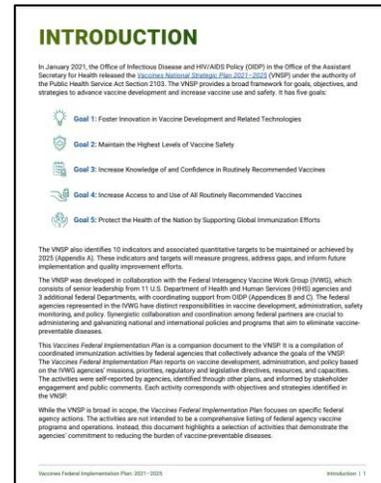 INTRODUCTION
In January 2021, the Office of Infectious Disease and HIV/AIDS Policy (OIDP) in the Office of the Assistant
Secretary for Health released the Vaccines National Strategic Plan 2021–2025 (VNSP) under the authority of
the Public Health Service Act Section 2103. The VNSP provides a broad framework for goals, objectives, and
strategies to advance vaccine development and increase vaccine use and safety. It has five goals:
Goal 1: Foster Innovation in Vaccine Development and Related Technologies
Goal 2: Maintain the Highest Levels of Vaccine Safety
Goal 3: Increase Knowledge of and Confidence in Routinely Recommended Vaccines
Goal 4: Increase Access to and Use of All Routinely Recommended Vaccines
Goal 5: Protect the Health of the Nation by Supporting Global Immunization Efforts
The VNSP also identifies 10 indicators and associated quantitative targets to be maintained or achieved by
2025 (Appendix A). These indicators and targets will measure progress, address gaps, and inform future
implementation and quality improvement efforts.
The VNSP was developed in collaboration with the Federal Interagency Vaccine Work Group (IVWG), which
consists of senior leadership from 11 U.S. Department of Health and Human Services (HHS) agencies and
3 additional federal Departments, with coordinating support from OIDP (Appendices B and C). The federal
agencies represented in the IVWG have distinct responsibilities in vaccine development, administration, safety
monitoring, and policy. Synergistic collaboration and coordination among federal partners are crucial to
administering and galvanizing national and international policies and programs that aim to eliminate vaccine-
preventable diseases.
This Vaccines Federal Implementation Plan is a companion document to the VNSP. It is a compilation of
coordinated immunization activities by federal agencies that collectively advance the goals of the VNSP.
The Vaccines Federal Implementation Plan reports on vaccine development, administration, and policy based
on the IVWG agencies' missions, priorities, regulatory and legislative directives, resources, and capacities.
The activities were self-reported by agencies, identified through other plans, and informed by stakeholder
engagement and public comments. Each activity corresponds with objectives and strategies identified in
the VNSP.
While the VNSP is broad in scope, the Vaccines Federal Implementation Plan focuses on specific federal
agency actions. The activities are not intended to be a comprehensive listing of federal agency vaccine
programs and operations. Instead, this document highlights a selection of activities that demonstrate the
agencies' commitment to reducing the burden of vaccine-preventable diseases.
Vaccines Federal Implementation Plan: 2021–2025
Introduction | 1